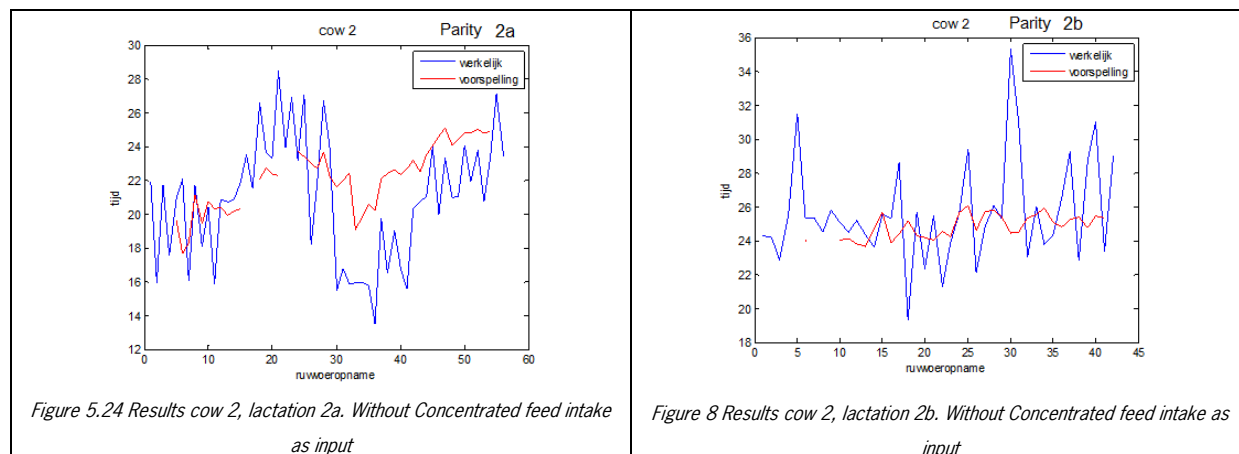 cow 2 Parity 2a
30
28
26
24
22
20
18
16
14
12
werkelijk
voorspelling
tijd
0 10 20 30 40 50 60
ruwvoeropname
Figure 5.24 Results cow 2, lactation 2a. Without Concentrated feed intake
as input
cow 2 Parity 2b
36
34
32
30
28
26
24
22
20
18
werkelijk
voorspelling
tijd
0 5 10 15 20 25 30 35 40 45
ruwvoeropname
Figure 8 Results cow 2, lactation 2b. Without Concentrated feed intake as
input